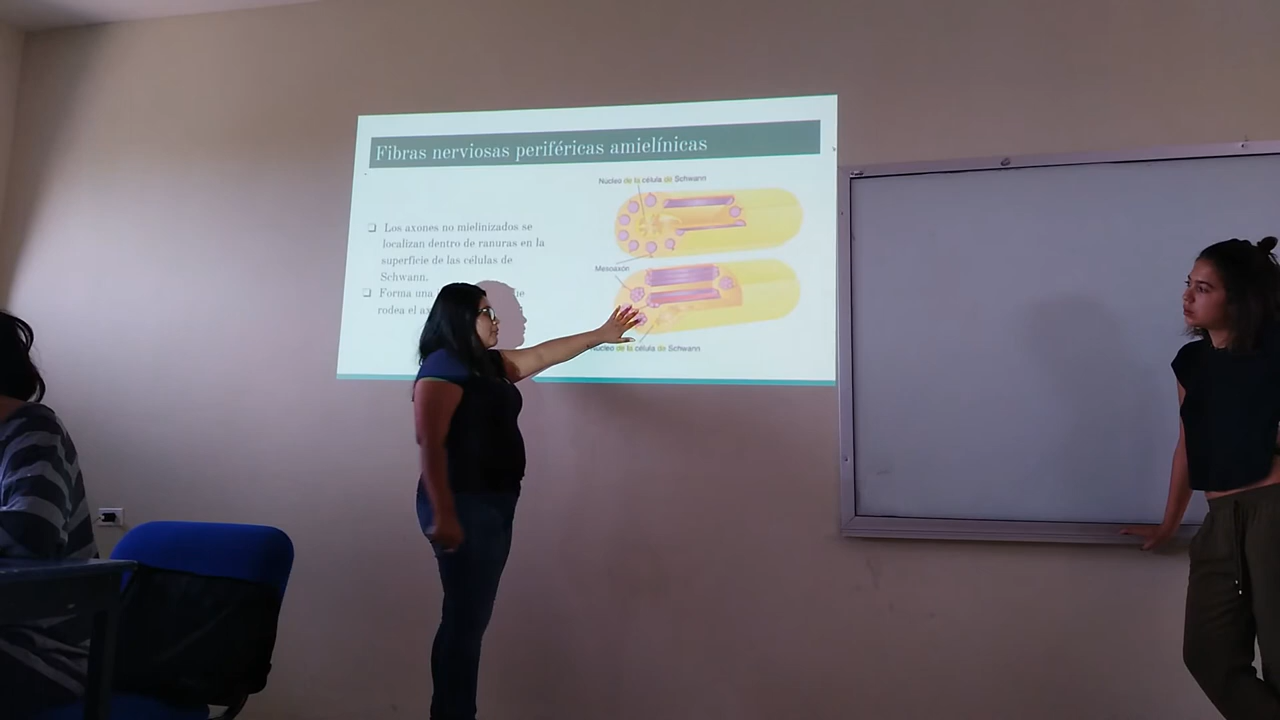 Fibras nerviosas periféricas amielínicas
Núcleo de la célula de Schwann
❑ Los axones no mielinizados se
localizan dentro de ranuras en la
superficie de las células de
Schwann.
❑ Forma una
rodea el
Mesoaxón
Núcleo de la célula de Schwann